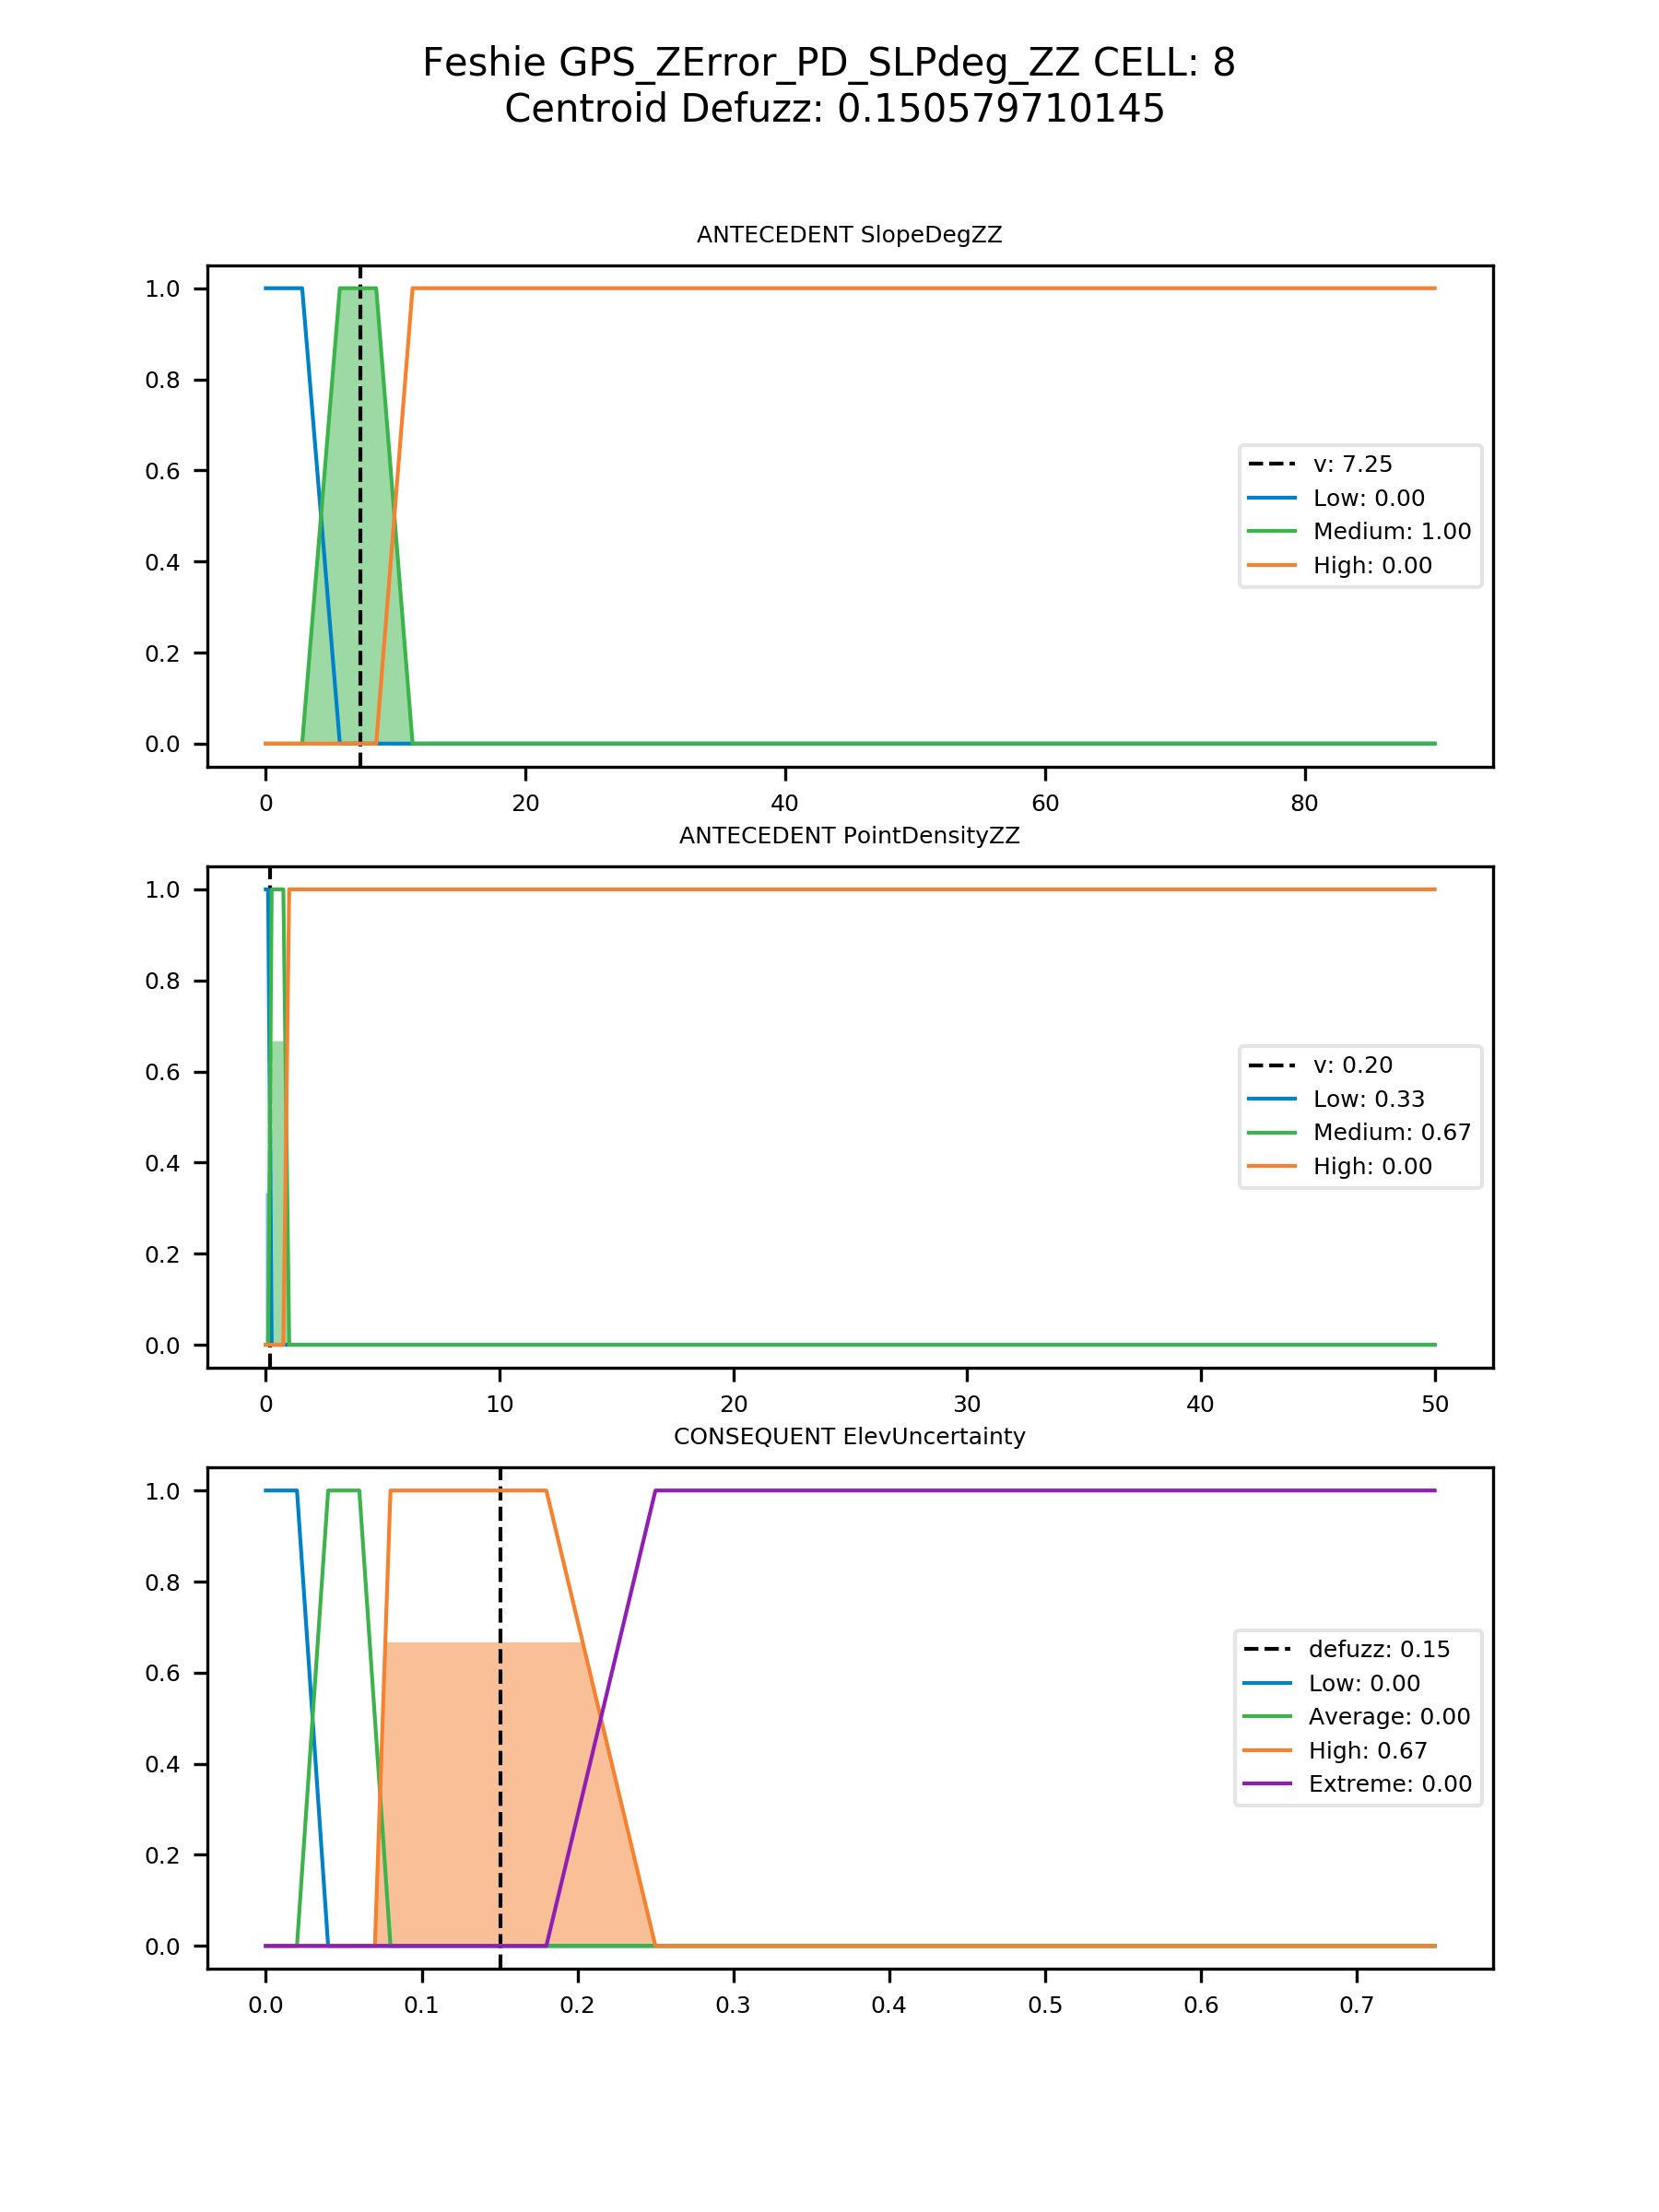 Feshie GPS_ZError_PD_SLPdeg_ZZ CELL: 8
Centroid Defuzz: 0.150579710145
ANTECEDENT SlopeDegZZ
1.0
0.8
0.6
0.4
0.2
0.0
v: 7.25
Low: 0.00
Medium: 1.00
High: 0.00
0 20 40 60 80
ANTECEDENT PointDensityZZ
1.0
0.8
0.6
0.4
0.2
0.0
v: 0.20
Low: 0.33
Medium: 0.67
High: 0.00
0 10 20 30 40 50
CONSEQUENT ElevUncertainty
1.0
0.8
0.6
0.4
0.2
0.0
defuzz: 0.15
Low: 0.00
Average: 0.00
High: 0.67
Extreme: 0.00
0.0 0.1 0.2 0.3 0.4 0.5 0.6 0.7